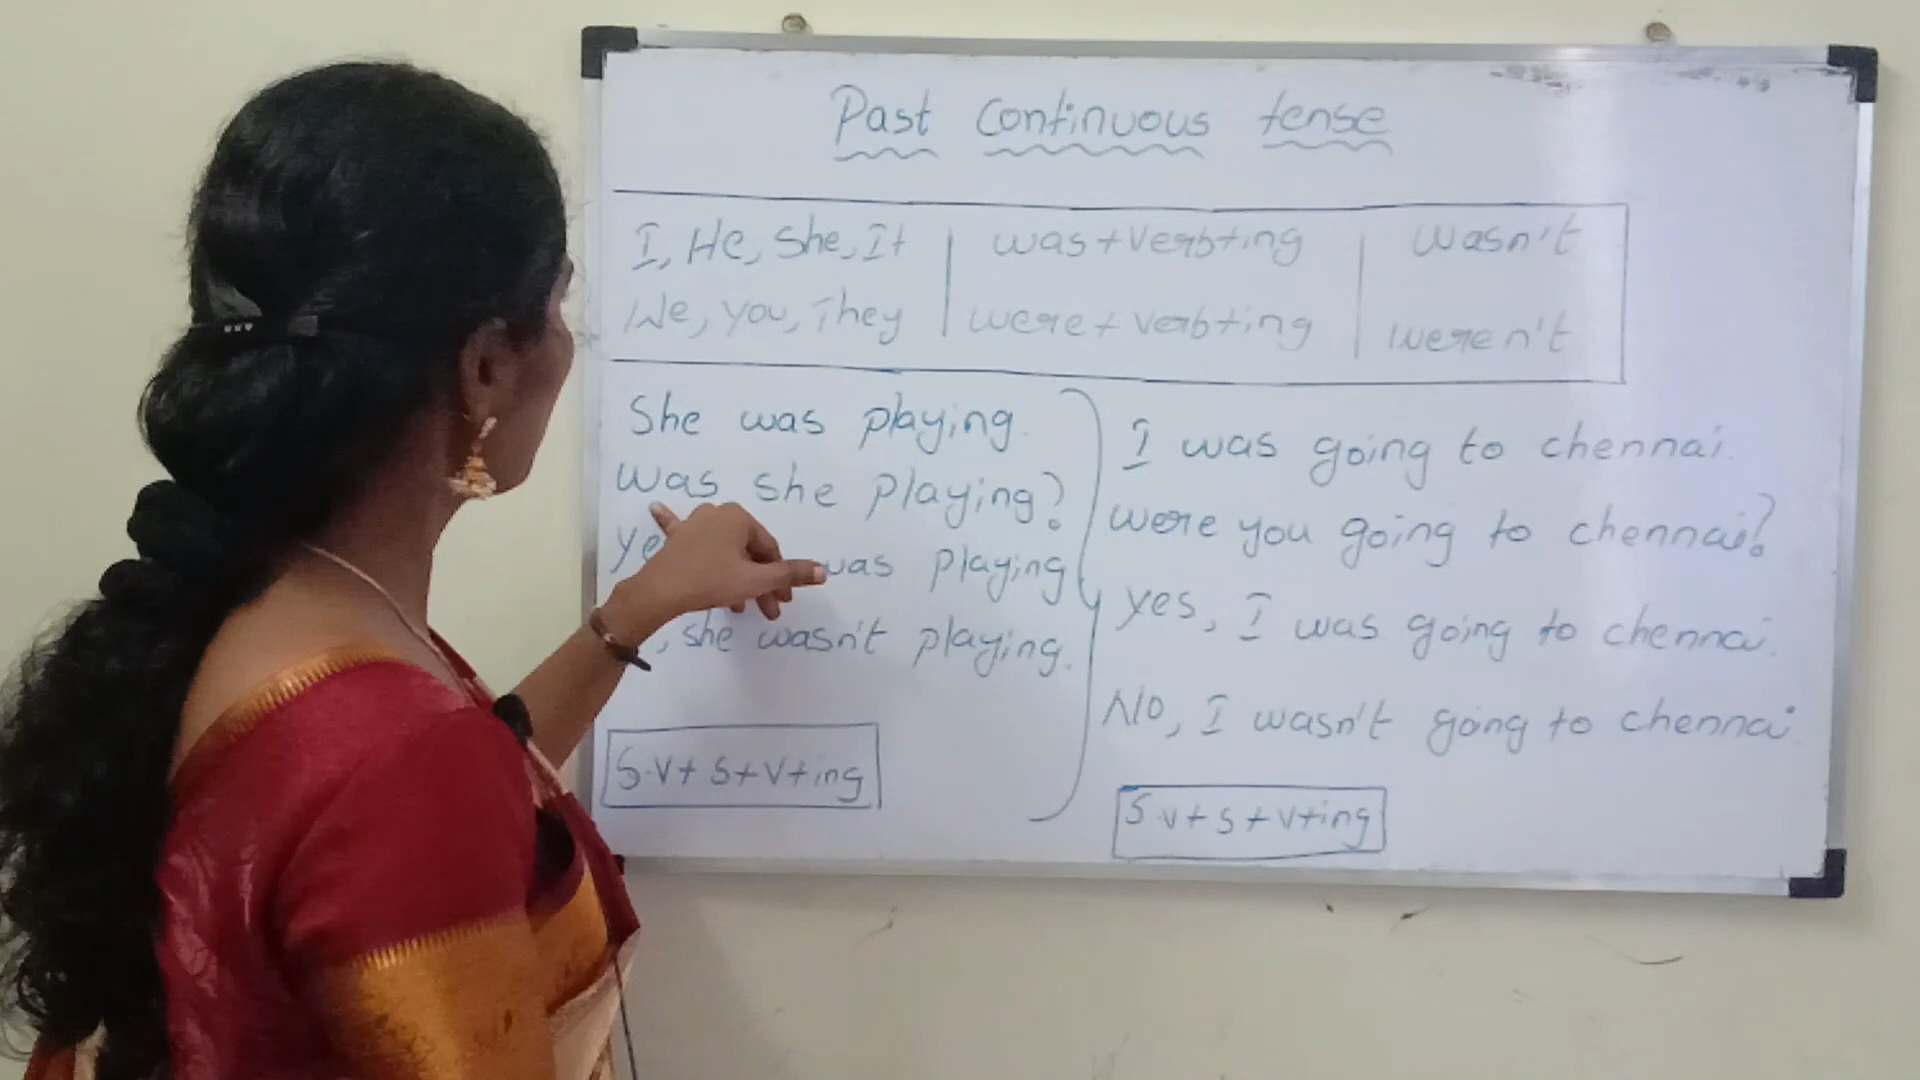 Past continuous tense
I, He, She, It was+verb+ing wasn't
We, you, They were+verb+ing weren't
She was playing.
was she playing?
was playing
, she wasn't playing.
S.V+ S+V+ing
I was going to chennai.
were you going to chennai?
yes, I was going to chennai.
No, I wasn't going to chennai.
S.V+ S+V+ing